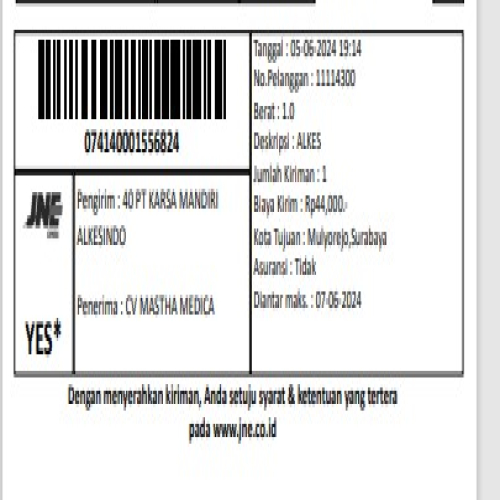 074140001556824
JNE
YES*
Pengirim : 40 PT KARSA MANDIRI
ALKESINDO
Penerima : CV MASTHA MEDICA
Tanggal : 05-06-2024 19:14
No.Pelanggan : 11114300
Berat : 1.0
Deskripsi : ALKES
Jumlah Kiriman : 1
Biaya Kirim : Rp44,000,-
Kota Tujuan : Mulyorejo,Surabaya
Asuransi : Tidak
Diantar maks. : 07-06-2024
Dengan menyerahkan kiriman, Anda setuju syarat & ketentuan yang tertera
pada www.jne.co.id